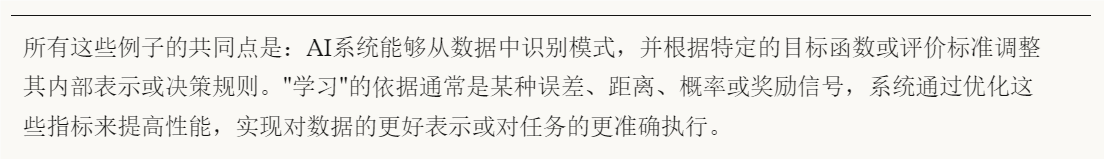 所有这些例子的共同点是：AI系统能够从数据中识别模式，并根据特定的目标函数或评价标准调整
其内部表示或决策规则。"学习"的依据通常是某种误差、距离、概率或奖励信号，系统通过优化这
些指标来提高性能，实现对数据的更好表示或对任务的更准确执行。